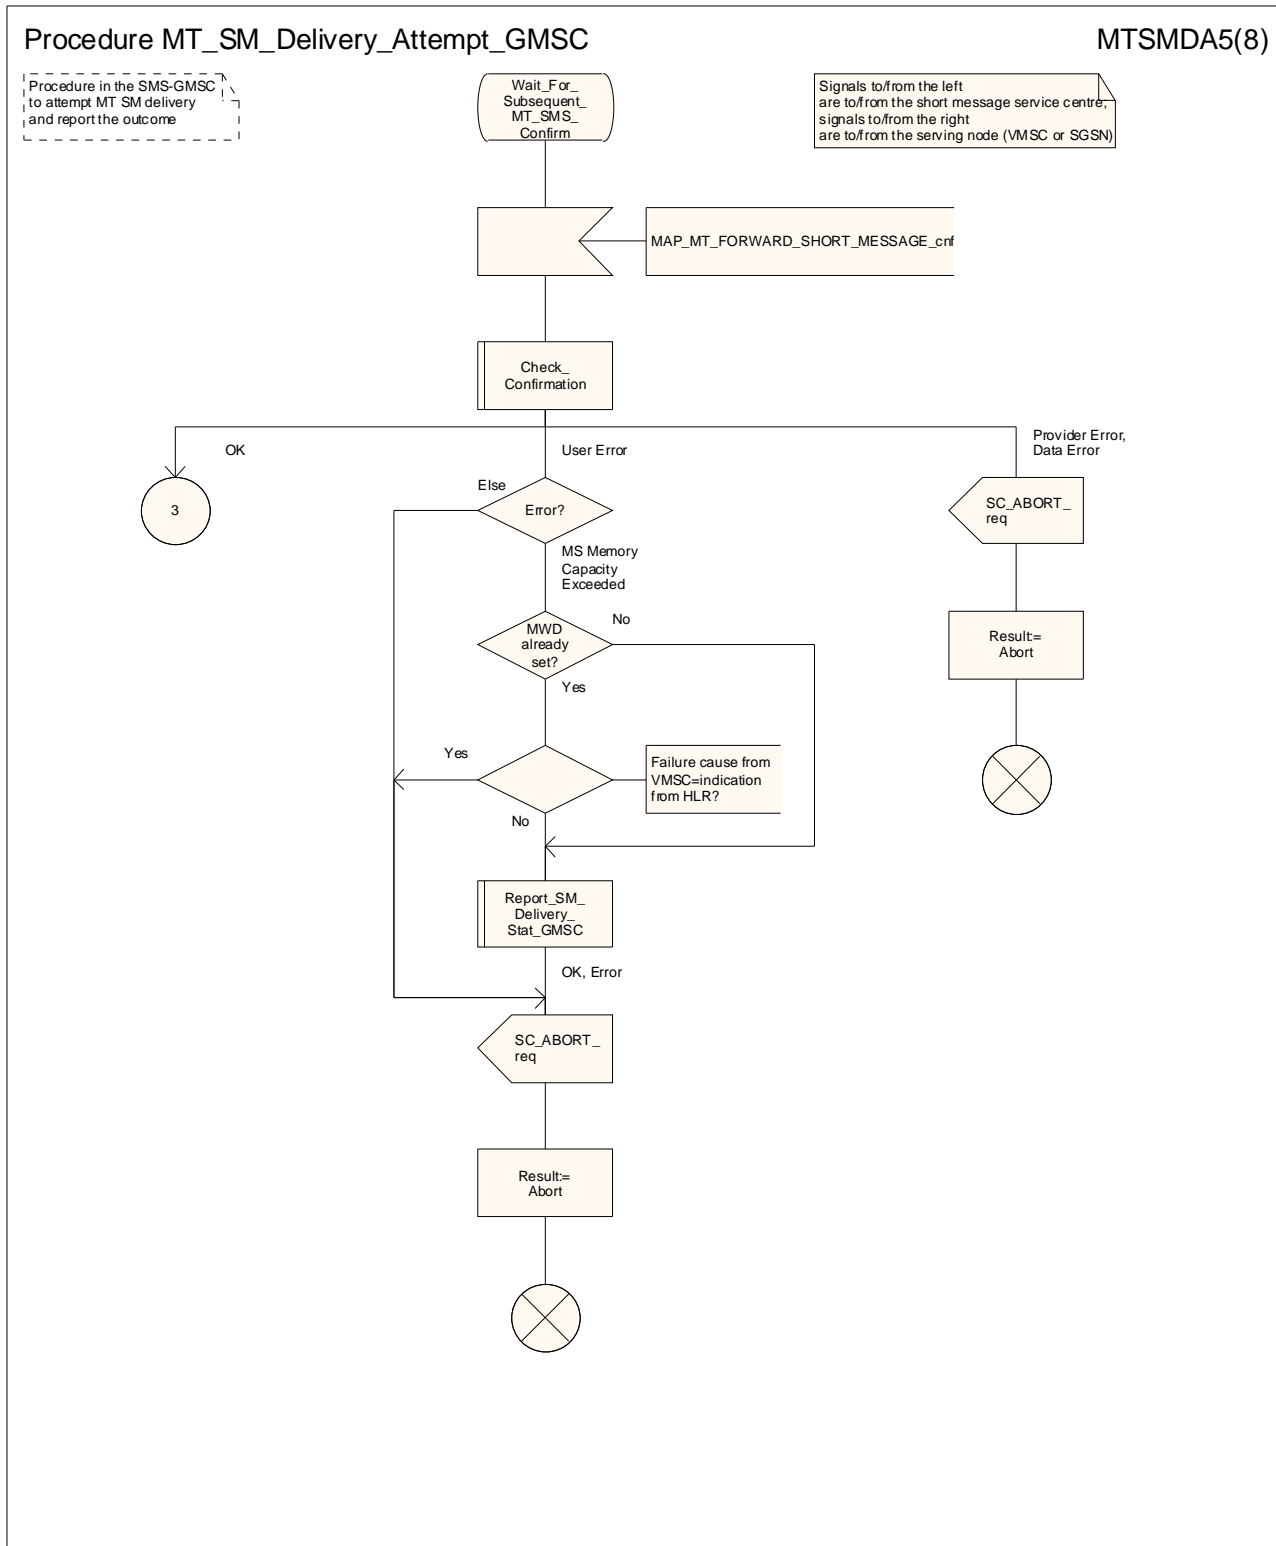 Procedure MT_SM_Delivery_Attempt_GMSC
MTSMDA5(8)
Procedure in the SMS-GMSC
to attempt MT SM delivery
and report the outcome
Wait_For_
Subsequent_
MT_SMS_
Confirm
Signals to/from the left
are to/from the short message service centre;
signals to/from the right
are to/from the serving node (VMSC or SGSN)
MAP_MT_FORWARD_SHORT_MESSAGE_cnf
Check_
Confirmation
OK
User Error
Provider Error,
Data Error
3
Else
Error?
SC_ABORT_
req
MS Memory
Capacity
Exceeded
MWD
already
set?
No
Result:=
Abort
Yes
Yes
Failure cause from
VMSC=indication
from HLR?
No
Report_SM_
Delivery_
Stat_GMSC
OK, Error
SC_ABORT_
req
Result:=
Abort